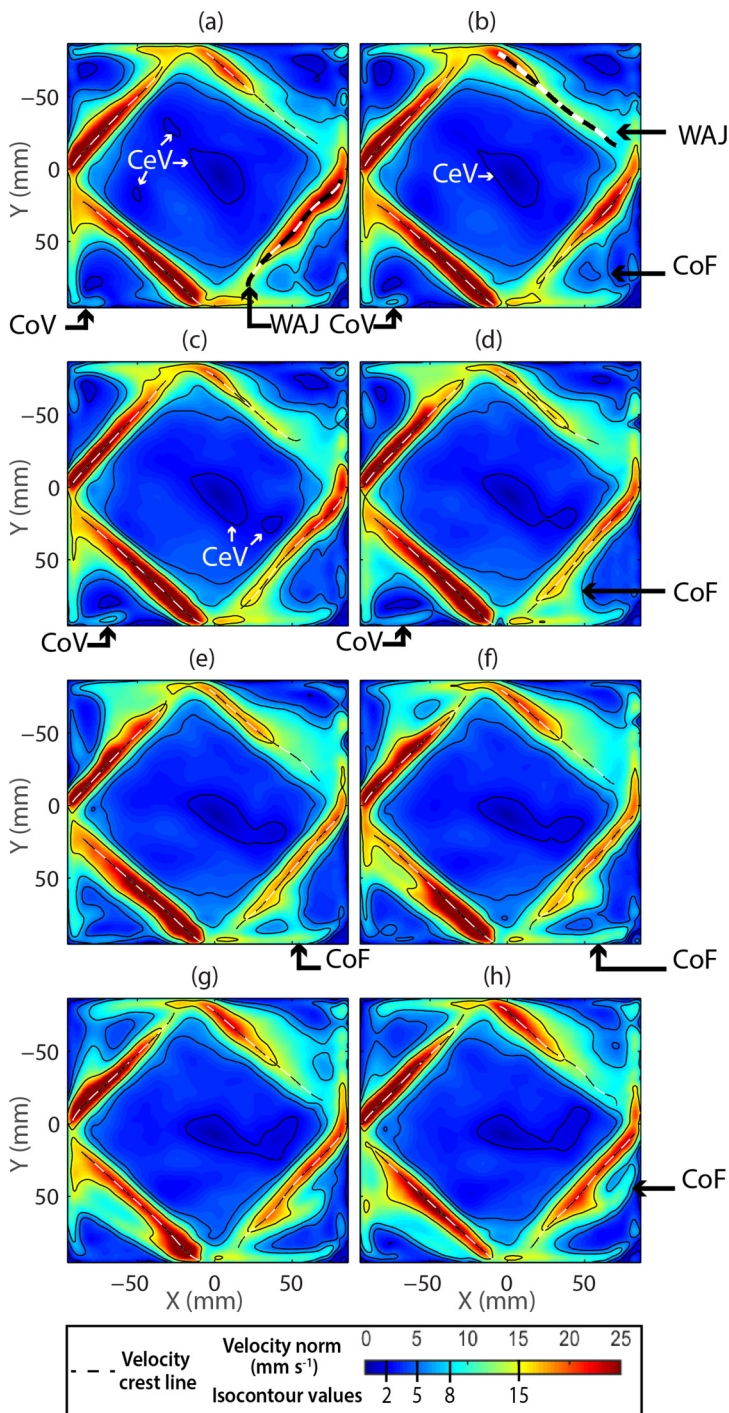 (a) (b)
−50
0
50
Y (mm)
CeV
CeV
WAJ
CoF
CoV
WAJ
CoV
(c) (d)
−50
0
50
Y (mm)
CeV
CoF
CoV
CoV
(e) (f)
−50
0
50
Y (mm)
CoF
CoF
(g) (h)
−50
0
50
Y (mm)
CoF
−50 0 50 −50 0 50
X (mm) X (mm)
Velocity crest line
Velocity norm (mm s⁻¹)
0 5 10 15 20 25
Isocontour values
2 5 8 15